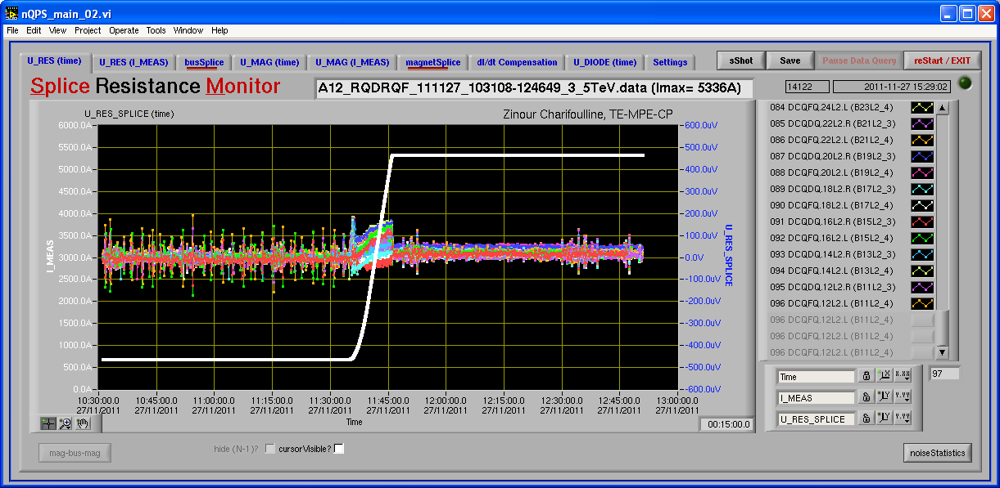 nQPS_main_02.vi
File Edit View Project Operate Tools Window Help
U_RES (time) U_RES (I_MEAS) busSplice U_MAG (time) U_MAG (I_MEAS) magnetSplice dI/dt Compensation U_DIODE (time) Settings sShot Save Pause Data Query reStart / EXIT
Splice Resistance Monitor A12_RQDRQF_111127_103108-124649_3_5TeV.data (Imax= 5336A) 14122 2011-11-27 15:29:02
U_RES_SPLICE (time) Zinour Charifoulline, TE-MPE-CP
6000.0A 600.0uV
5500.0A 500.0uV
5000.0A 400.0uV
4500.0A 300.0uV
4000.0A 200.0uV
3500.0A 100.0uV
3000.0A 0.0V
2500.0A -100.0uV
2000.0A -200.0uV
1500.0A -300.0uV
1000.0A -400.0uV
500.0A -500.0uV
0.0A -600.0uV
I_MEAS
U_RES_SPLICE
10:30:00.0 10:45:00.0 11:00:00.0 11:15:00.0 11:30:00.0 11:45:00.0 12:00:00.0 12:15:00.0 12:30:00.0 12:45:00.0 13:00:00.0
27/11/2011 27/11/2011 27/11/2011 27/11/2011 27/11/2011 27/11/2011 27/11/2011 27/11/2011 27/11/2011 27/11/2011 27/11/2011
Time
00:15:00.0
084 DCQFQ.24L2.L (B23L2_4)
085 DCQDQ.22L2.R (B21L2_3)
086 DCQFQ.22L2.L (B21L2_4)
087 DCQDQ.20L2.R (B19L2_3)
088 DCQFQ.20L2.L (B19L2_4)
089 DCQDQ.18L2.R (B17L2_3)
090 DCQFQ.18L2.L (B17L2_4)
091 DCQDQ.16L2.R (B15L2_3)
092 DCQFQ.16L2.L (B15L2_4)
093 DCQDQ.14L2.R (B13L2_3)
094 DCQFQ.14L2.L (B13L2_4)
095 DCQDQ.12L2.R (B11L2_3)
096 DCQFQ.12L2.L (B11L2_4)
096 DCQFQ.12L2.L (B11L2_4)
096 DCQFQ.12L2.L (B11L2_4)
096 DCQFQ.12L2.L (B11L2_4)
97
Time X X.XX
I_MEAS Y Y.YY
U_RES_SPLICE Y Y.YY
mag-bus-mag hide (N-1)? cursorVisible? noiseStatistics